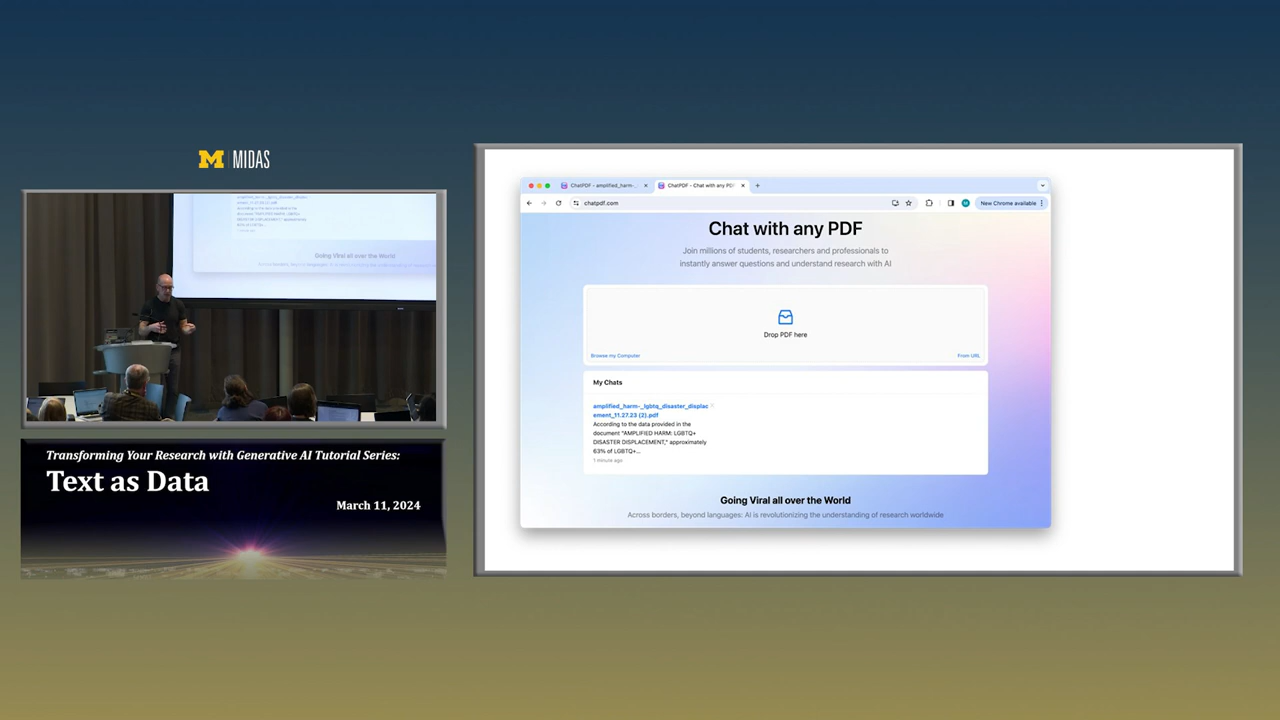 M | MIDAS
Transforming Your Research with Generative AI Tutorial Series:
Text as Data
March 11, 2024
Going Viral all over the World
ChatPDF - amplified_harm-...
ChatPDF - Chat with any PD
chatpdf.com
New Chrome available
Chat with any PDF
Join millions of students, researchers and professionals to
instantly answer questions and understand research with AI
Drop PDF here
Browse my Computer
From URL
My Chats
amplified_harm-_lgbtq_disaster_displac
ement_11.27.23 (2).pdf
According to the data provided in the
document "AMPLIFIED HARM: LGBTQ+
DISASTER DISPLACEMENT," approximately
63% of LGBTQ+...
1 minute ago
Going Viral all over the World
Across borders, beyond languages: AI is revolutionizing the understanding of research worldwide